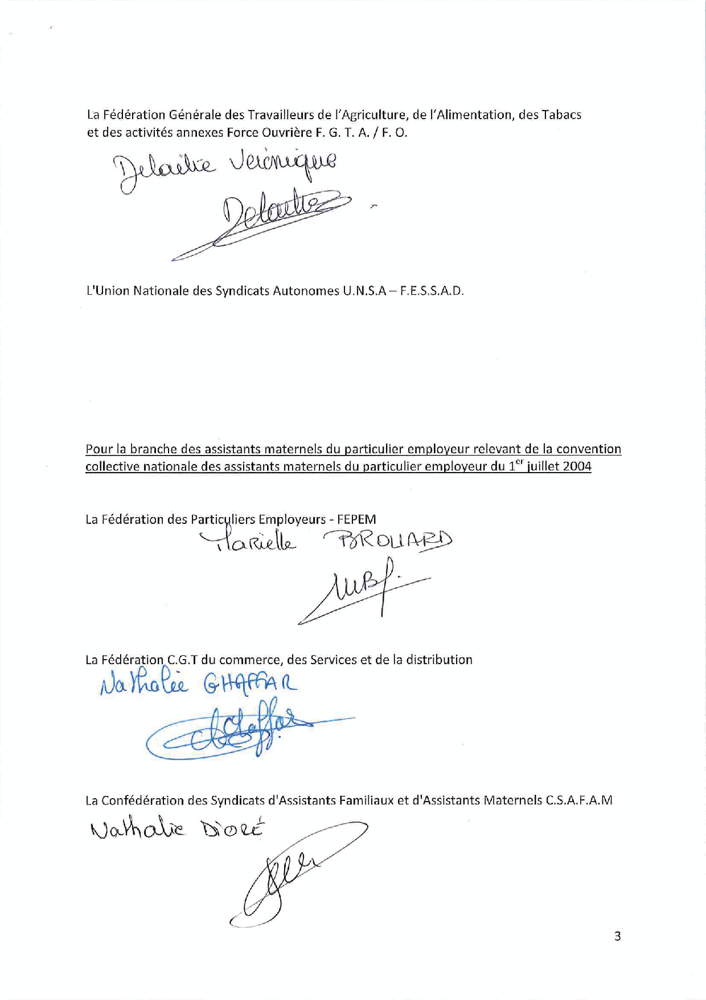 La Fédération Générale des Travailleurs de l'Agriculture, de l'Alimentation, des Tabacs
et des activités annexes Force Ouvrière F. G. T. A. / F. O.
Véronique
L'Union Nationale des Syndicats Autonomes U.N.S.A – F.E.S.S.A.D.
Pour la branche des assistants maternels du particulier employeur relevant de la convention
collective nationale des assistants maternels du particulier employeur du 1er juillet 2004
La Fédération des Particuliers Employeurs - FEPEM
Marielle BROUARD
La Fédération C.G.T du commerce, des Services et de la distribution
Nathalie GHAFFAR
La Confédération des Syndicats d'Assistants Familiaux et d'Assistants Maternels C.S.A.F.A.M
Nathalie DIORÉ
3